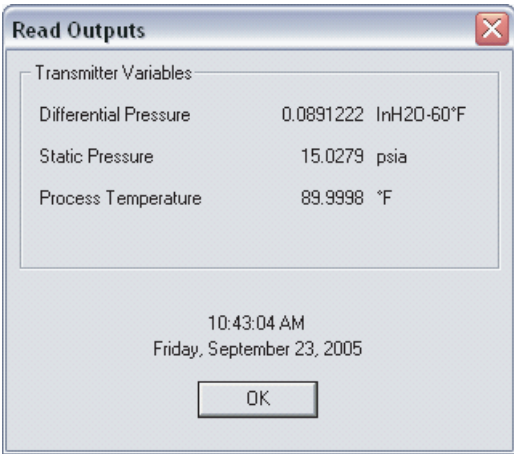 Read Outputs
Transmitter Variables
Differential Pressure 0.0891222 InH2O-60°F
Static Pressure 15.0279 psia
Process Temperature 89.9998 °F
10:43:04 AM
Friday, September 23, 2005
OK